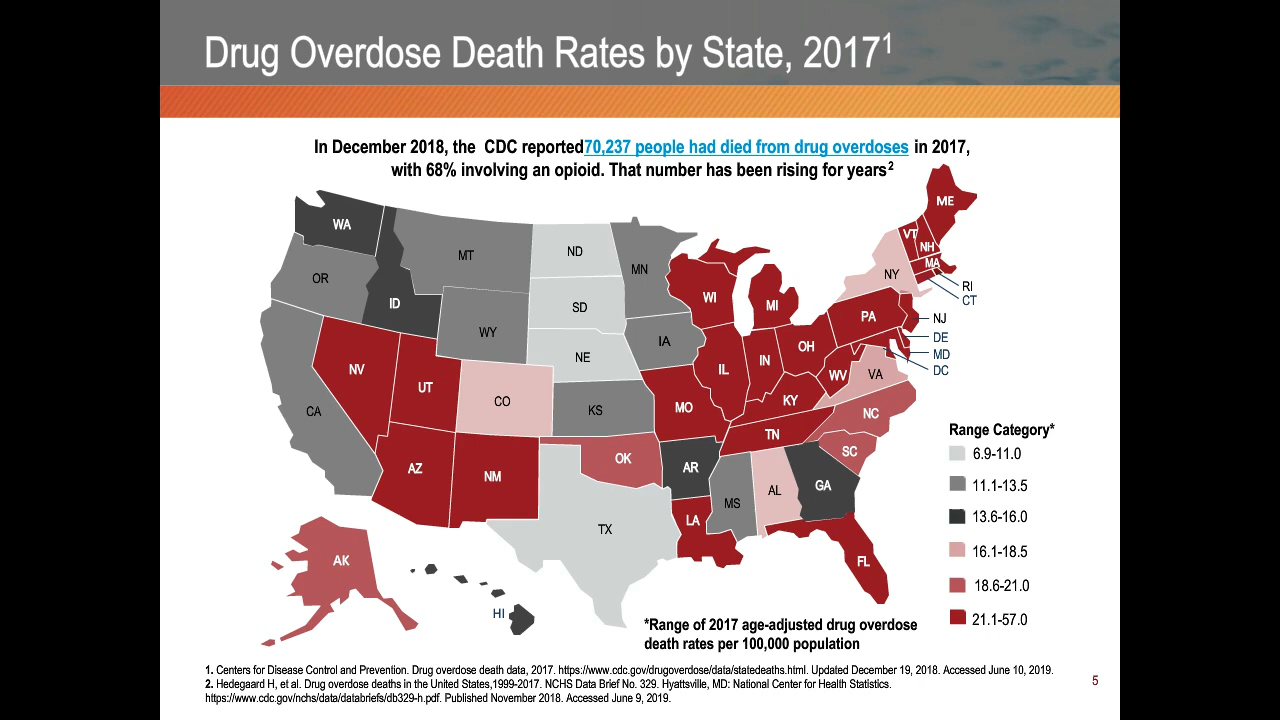 Drug Overdose Death Rates by State, 2017¹
In December 2018, the CDC reported70,237 people had died from drug overdoses in 2017,
with 68% involving an opioid. That number has been rising for years²
WA
MT
ND
MN
ME
VT
NH
MA
NY
RI
CT
OR
ID
SD
WI
MI
WY
PA
NJ
IA
OH
DE
NE
MD
NV
IL
IN
DC
UT
WV
VA
CO
CA
KS
MO
KY
NC
TN
SC
OK
AZ
NM
AR
MS
AL
GA
TX
LA
FL
AK
HI
Range Category*
6.9-11.0
11.1-13.5
13.6-16.0
16.1-18.5
18.6-21.0
21.1-57.0
*Range of 2017 age-adjusted drug overdose
death rates per 100,000 population
1. Centers for Disease Control and Prevention. Drug overdose death data, 2017. https://www.cdc.gov/drugoverdose/data/statedeaths.html. Updated December 19, 2018. Accessed June 10, 2019.
2. Hedegaard H, et al. Drug overdose deaths in the United States,1999-2017. NCHS Data Brief No. 329. Hyattsville, MD: National Center for Health Statistics.
https://www.cdc.gov/nchs/data/databriefs/db329-h.pdf. Published November 2018. Accessed June 9, 2019.
5